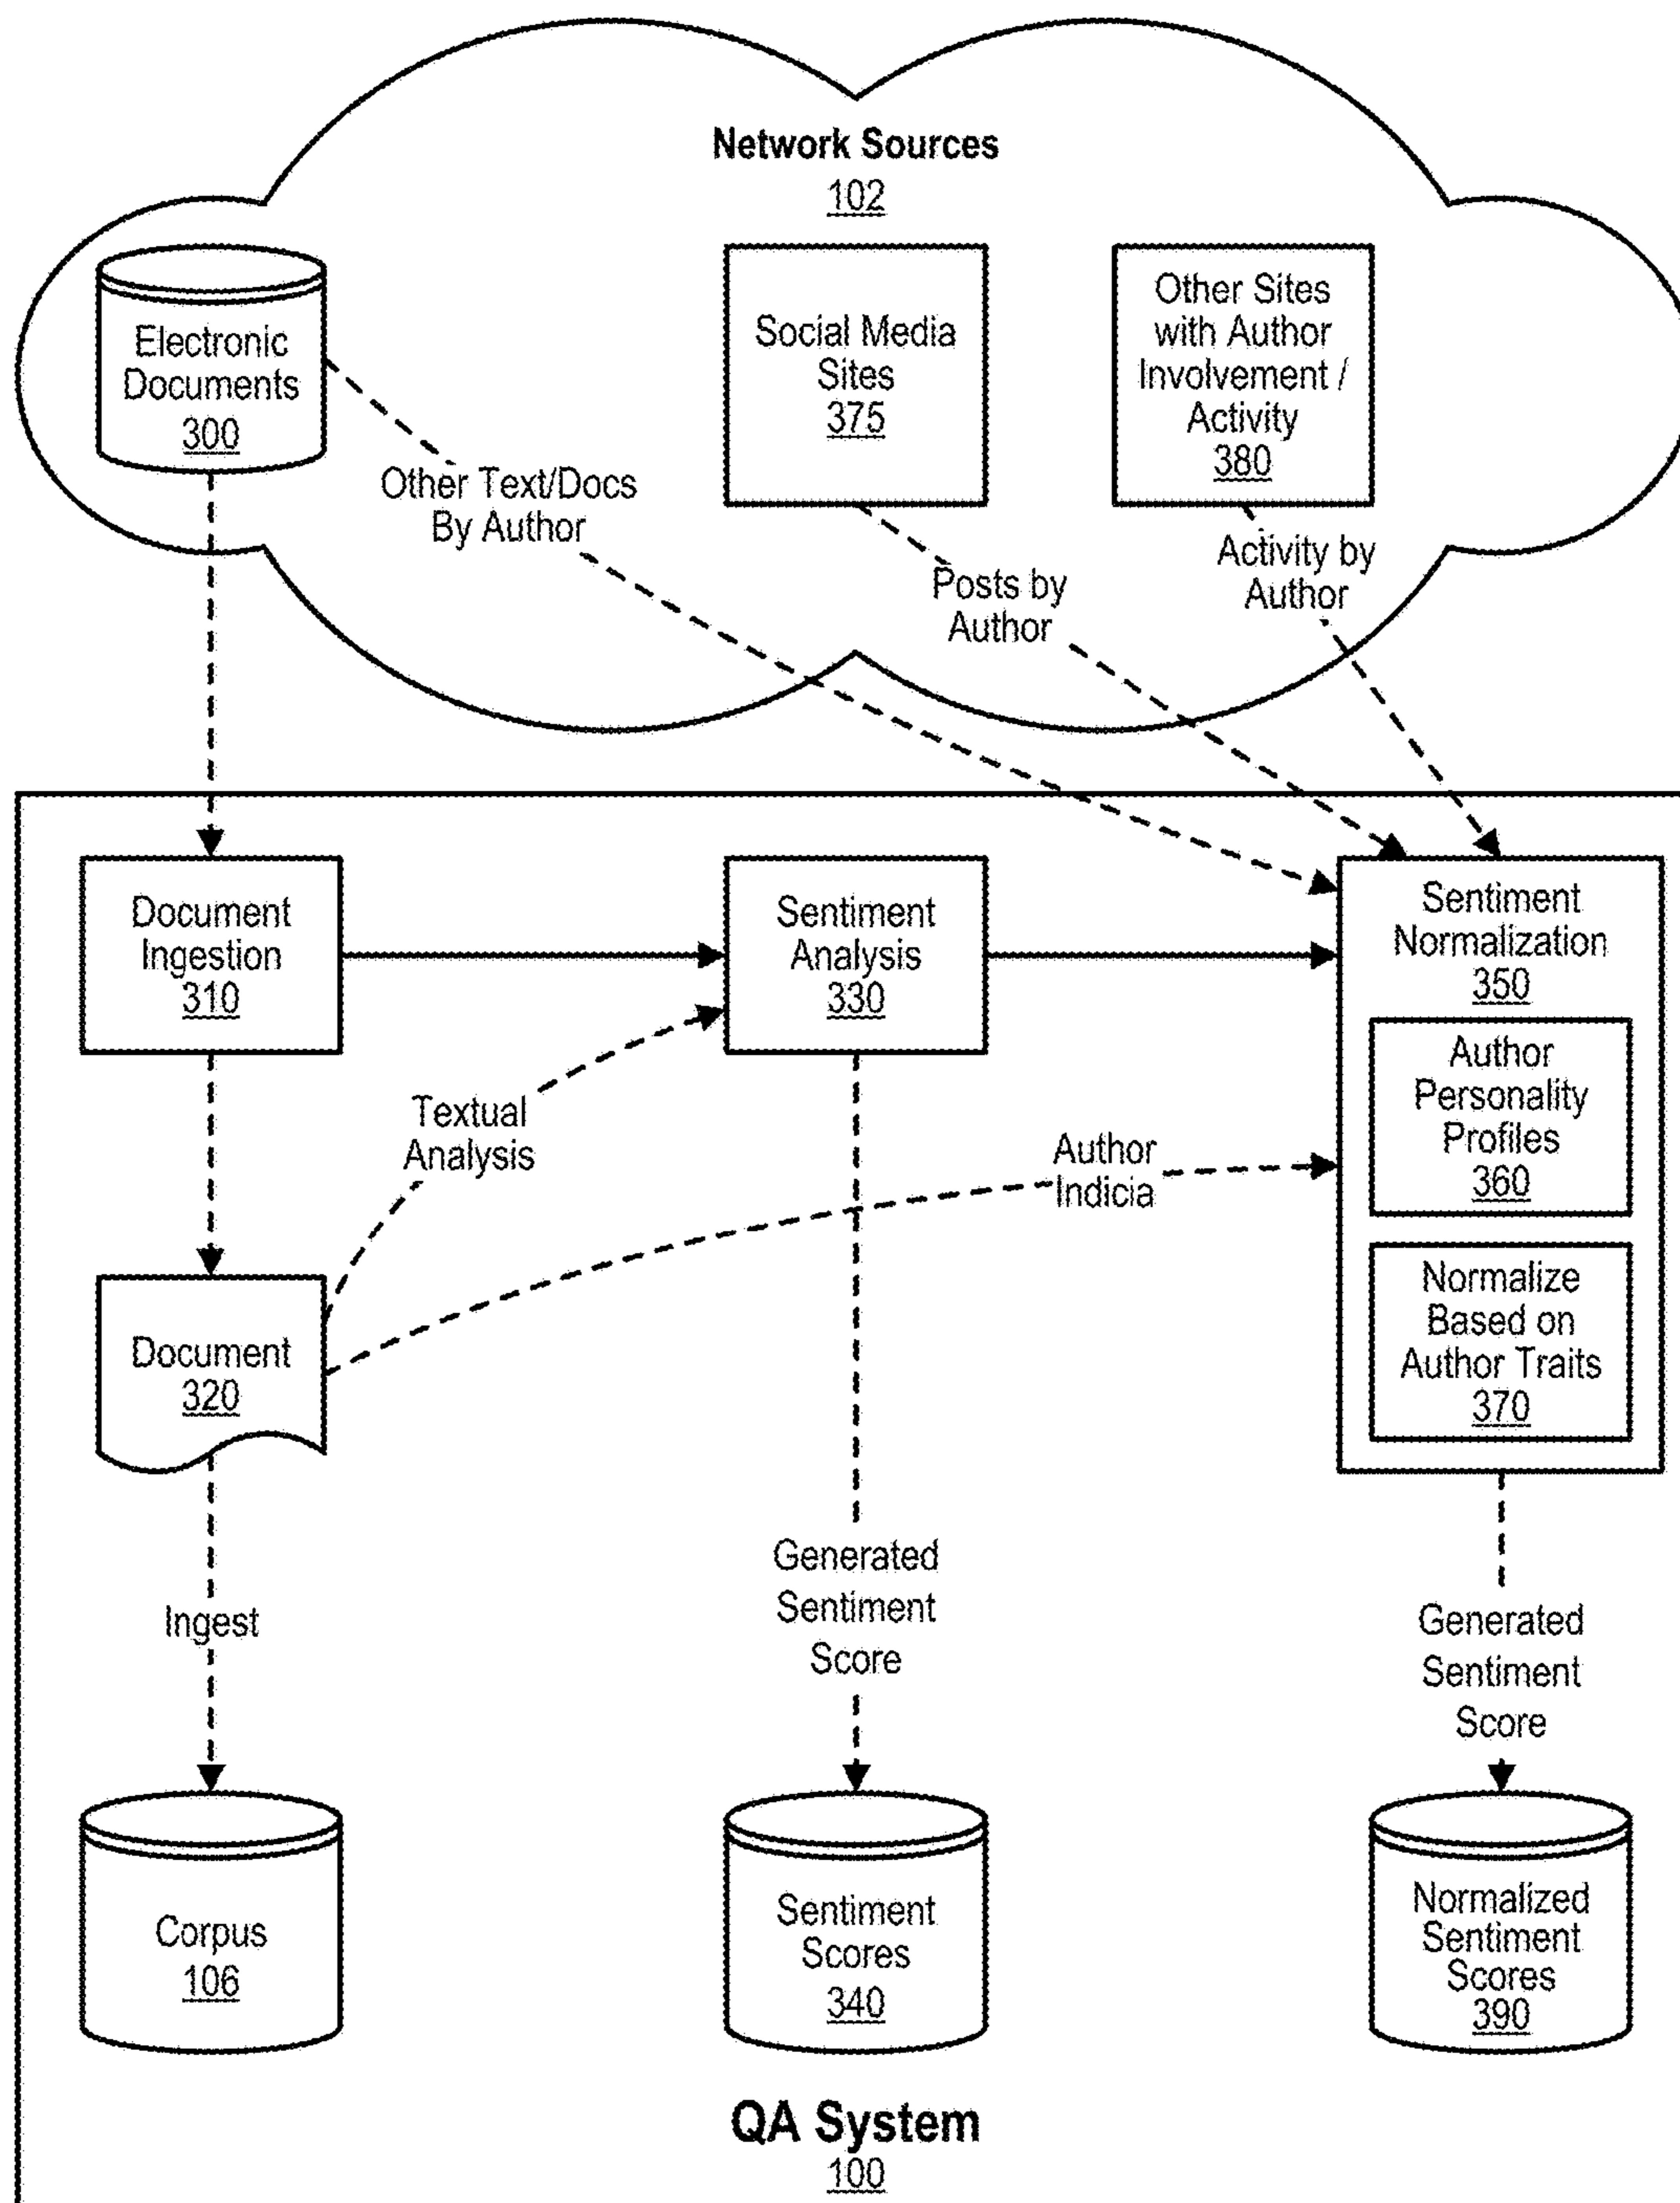 Network Sources
102
Electronic
Documents
300
Social Media
Sites
375
Other Sites
with Author
Involvement /
Activity
380
Other Text/Docs
By Author
Posts by
Author
Activity by
Author
Document
Ingestion
310
Sentiment
Analysis
330
Sentiment
Normalization
350
Author
Personality
Profiles
360
Normalize
Based on
Author Traits
370
Textual
Analysis
Author
Indicia
Document
320
Ingest
Generated
Sentiment
Score
Generated
Sentiment
Score
Corpus
106
Sentiment
Scores
340
Normalized
Sentiment
Scores
390
QA System
100